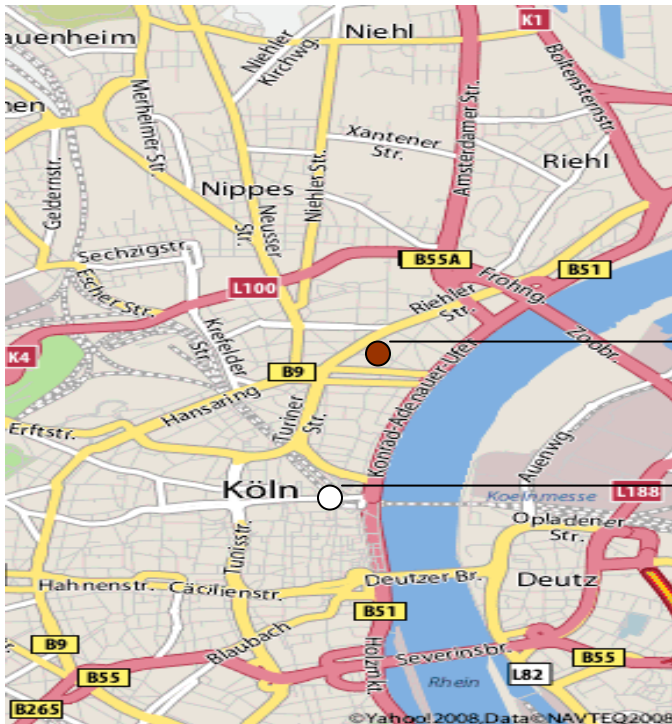 K1
auenheim
Niehl
Niehler
Kirchwg.
Boltensternstr.
men
Merheimer Str.
Amsterdamer Str.
Xantener
Str.
Riehl
Geldernstr.
Nippes
Niehler Str.
Neusser
Str.
Sechzigstr.
B55A
B51
Escher Str.
L100
Frohng.
Riehler
Str.
Krefelder
Str.
Zoobr.
K4
B9
Konrad-Adenauer-Ufer
Hansaring
Erftstr.
Turiner
Str.
Auenwg.
Köln
Koelnmesse
L188
Opladener
Str.
Tunisstr.
Hahnenstr.
Cäcilienstr.
Deutzer Br.
Deutz
B51
B9
Blaubach
Holzmkt.
Severinsbr.
B55
B55
L82
Rhein
B265
©Yahoo!2008,Data©NAVTEQ200